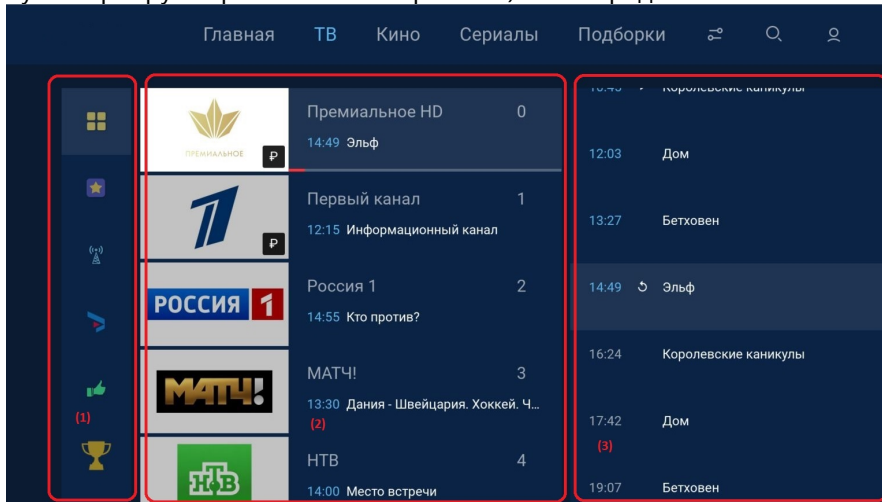 Главная ТВ Кино Сериалы Подборки
Премиальное HD 0
14:49 Эльф
ПРЕМИАЛЬНОЕ
₽
Первый канал 1
12:15 Информационный канал
₽
Россия 1 2
14:55 Кто против?
РОССИЯ 1
МАТЧ! 3
13:30 Дания - Швейцария. Хоккей. Ч...
МАТЧ!
(1)
(2)
НТВ 4
14:00 Место встречи
НТВ
Королевские каникулы
12:03 Дом
13:27 Бетховен
14:49 Эльф
16:24 Королевские каникулы
17:42 Дом
(3)
19:07 Бетховен